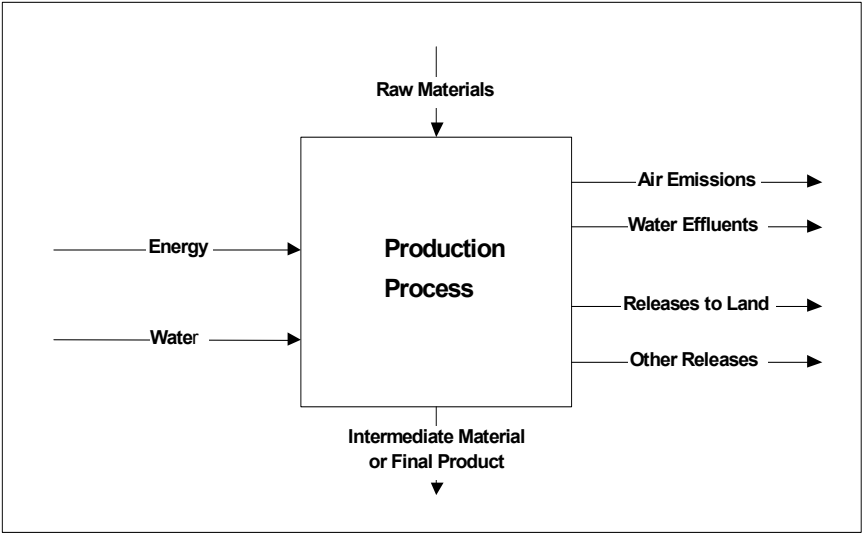 Raw Materials
Air Emissions
Water Effluents
Energy
Production
Process
Releases to Land
Water
Other Releases
Intermediate Material
or Final Product